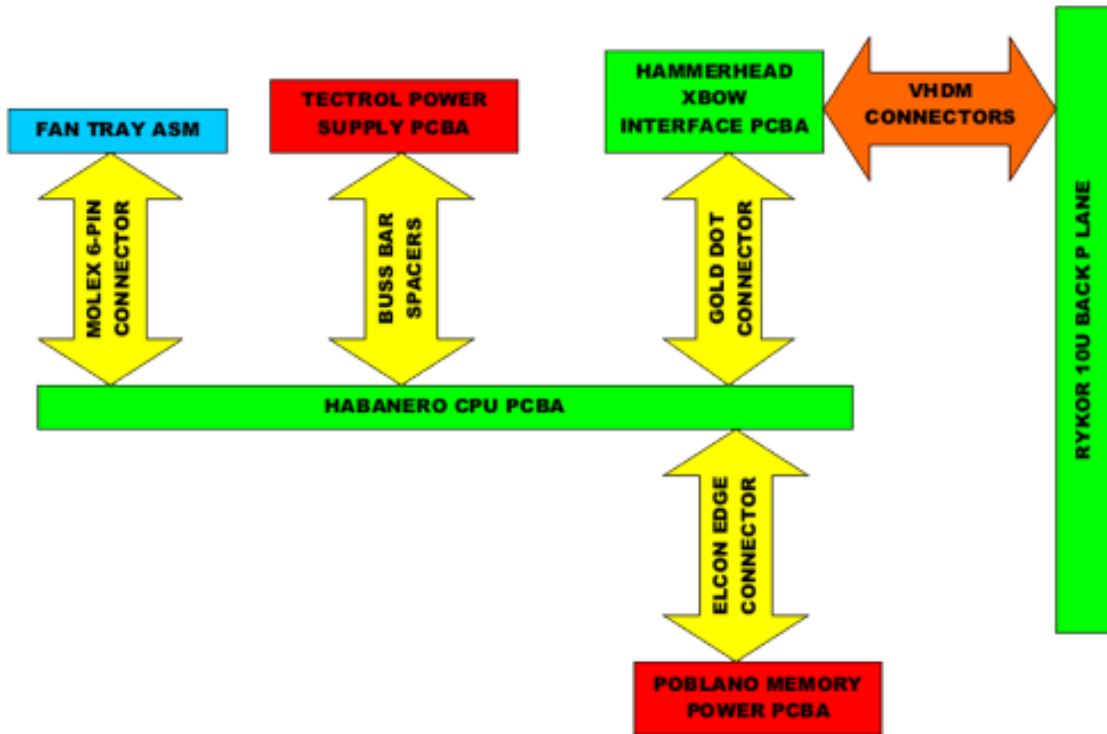 FAN TRAY ASM
TECTROL POWER
SUPPLY PCBA
HAMMERHEAD
XBOW
INTERFACE PCBA
VHDM
CONNECTORS
RYKOR 10U BACK P LANE
MOLEX 6-PIN
CONNECTOR
BUSS BAR
SPACERS
GOLD DOT
CONNECTOR
HABANERO CPU PCBA
ELCON EDGE
CONNECTOR
POBLANO MEMORY
POWER PCBA